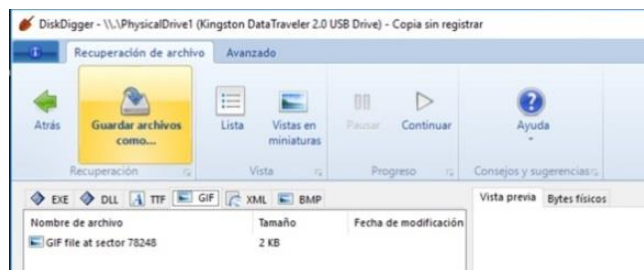 DiskDigger - \\.\PhysicalDrive1 (Kingston DataTraveler 2.0 USB Drive) - Copia sin registrar
Recuperación de archivo Avanzado
Atrás
Guardar archivos
como...
Lista
Vistas en
miniaturas
Pausar
Continuar
Ayuda
Recuperación Vista Progreso Consejos y sugerencias
EXE DLL TTF GIF XML BMP
Vista previa Bytes físicos
Nombre de archivo Tamaño Fecha de modificación
GIF file at sector 78248 2 KB